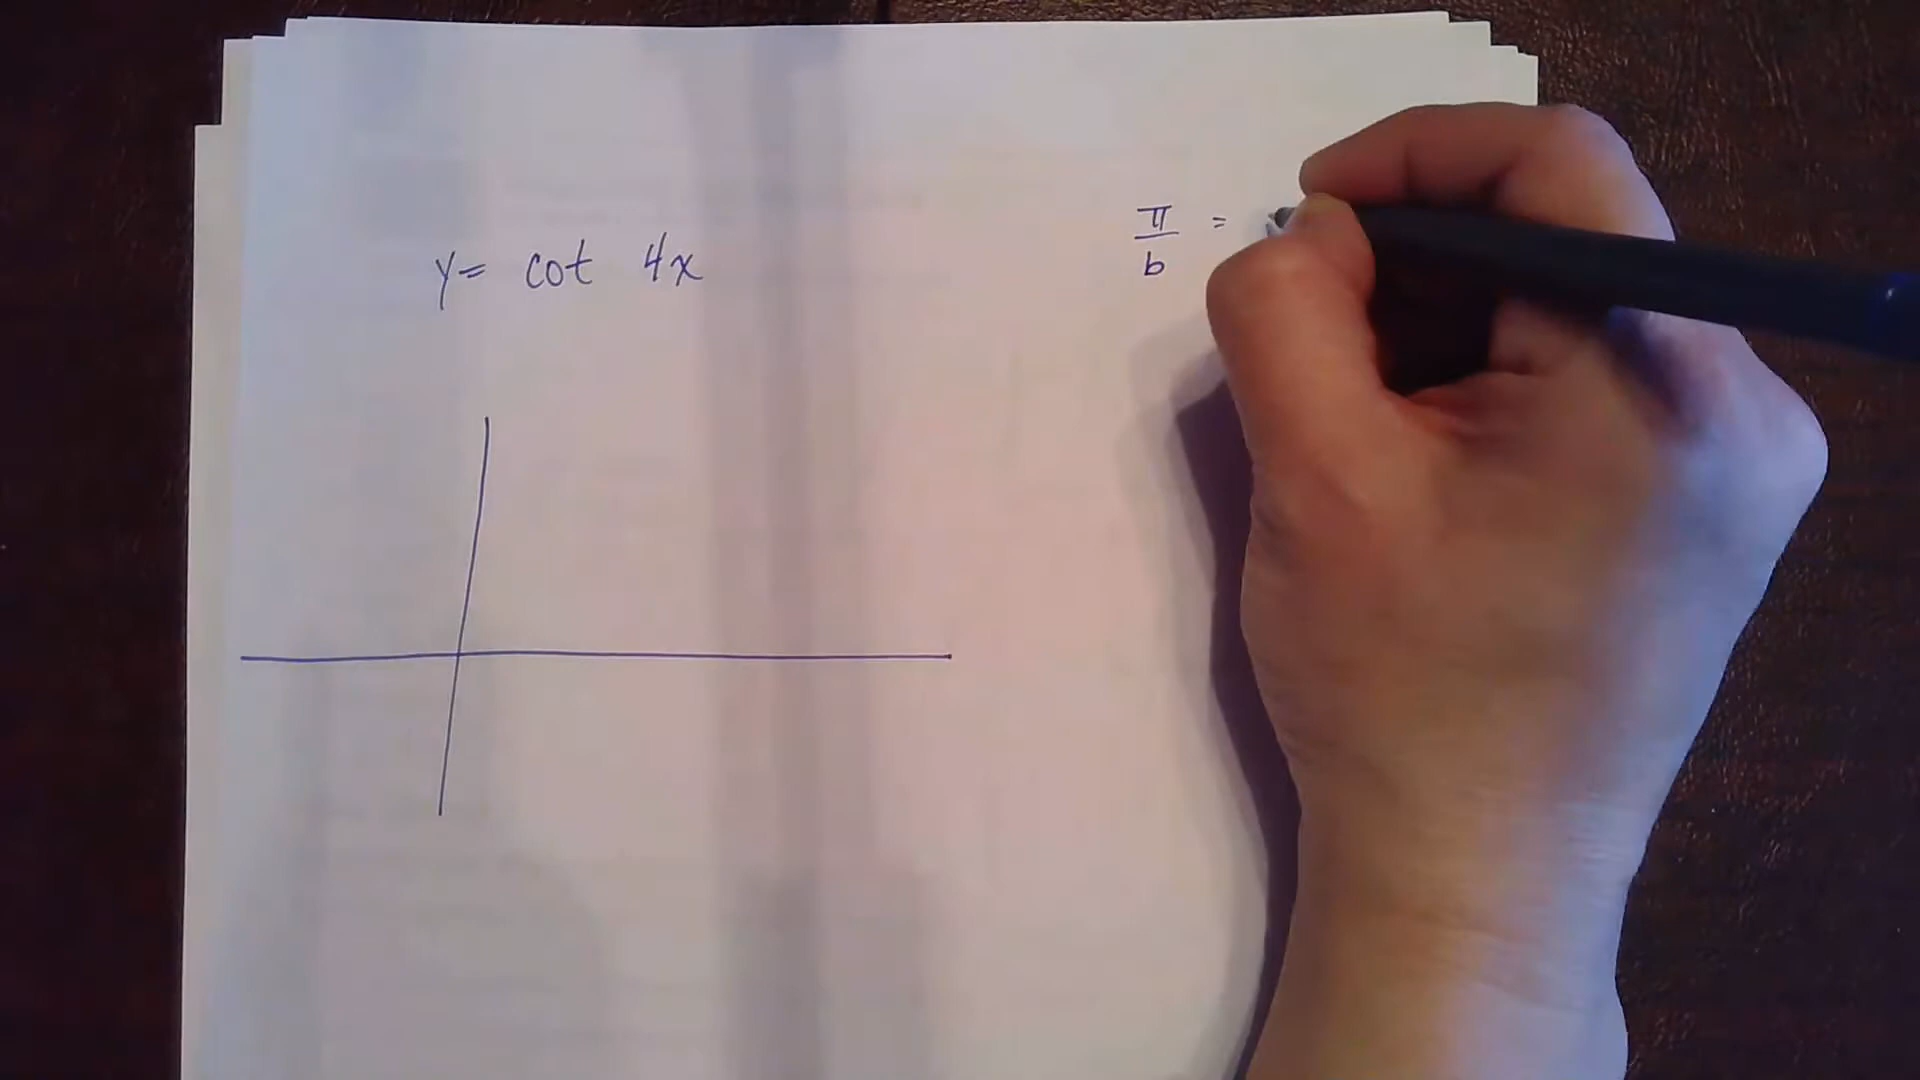 y= cot 4x
π/b =